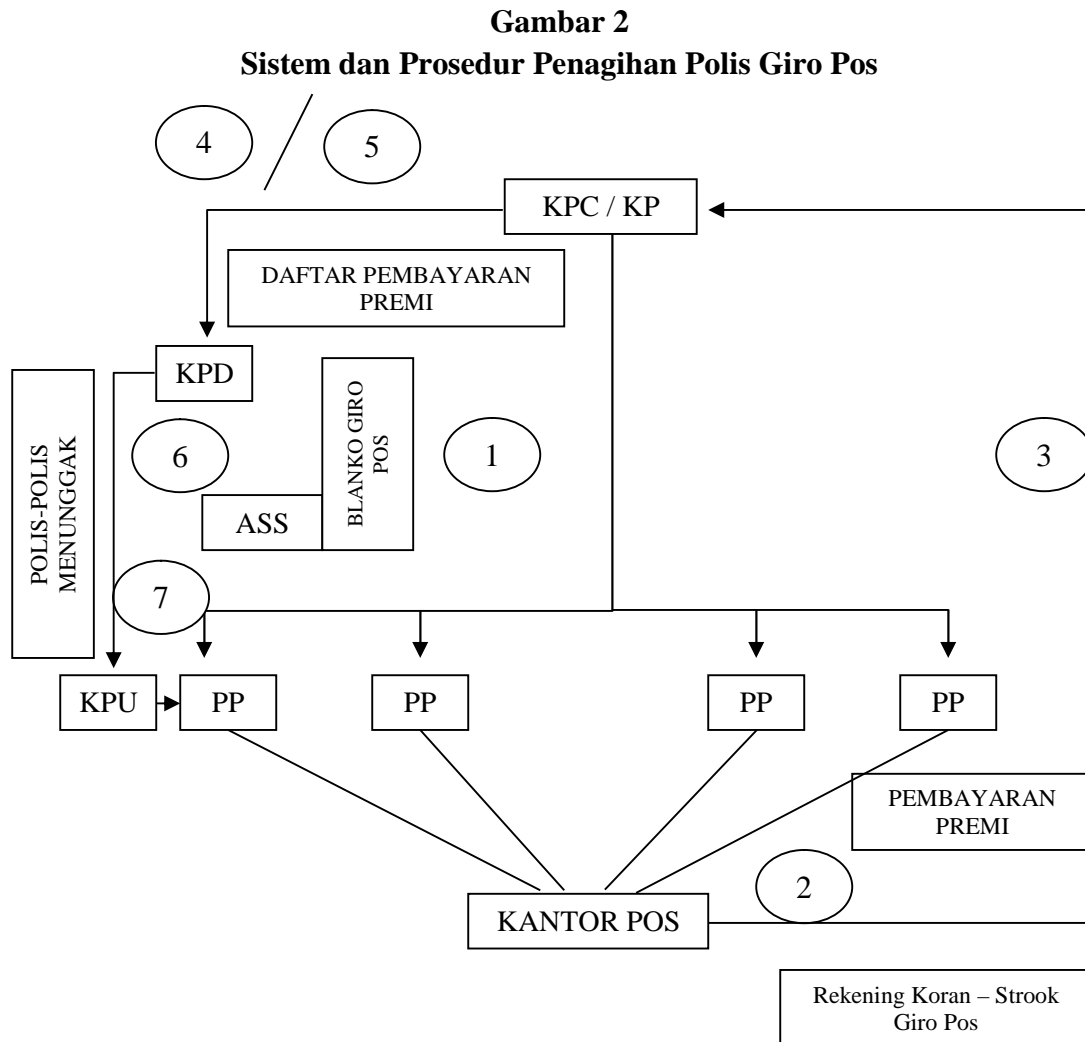 Gambar 2
Sistem dan Prosedur Penagihan Polis Giro Pos
4
5
KPC / KP
DAFTAR PEMBAYARAN
PREMI
KPD
POLIS-POLIS
MENUNGGAK
6
BLANKO GIRO
POS
1
3
ASS
7
KPU
PP
PP
PP
PP
PEMBAYARAN
PREMI
2
KANTOR POS
Rekening Koran – Strook
Giro Pos